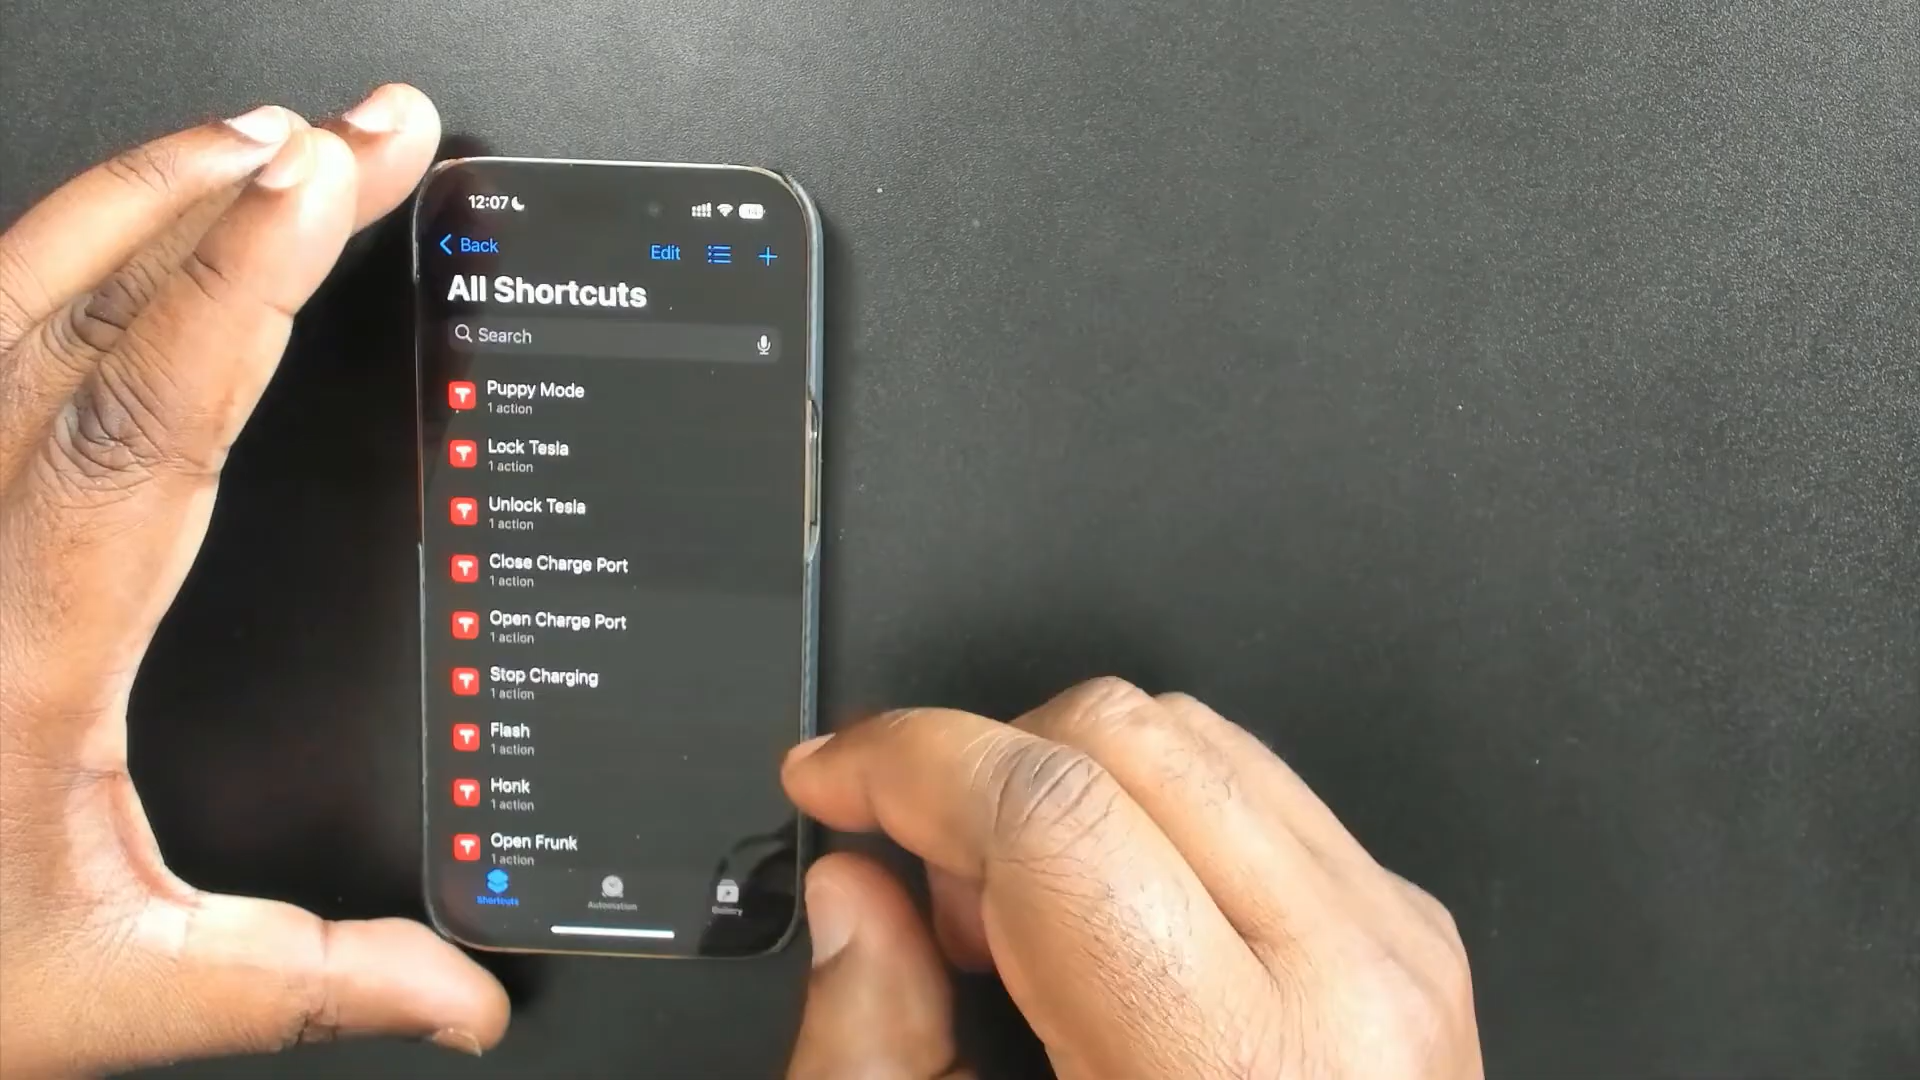 12:07
Back
Edit
All Shortcuts
Search
Puppy Mode
1 action
Lock Tesla
1 action
Unlock Tesla
1 action
Close Charge Port
1 action
Open Charge Port
1 action
Stop Charging
1 action
Flash
1 action
Honk
1 action
Open Frunk
1 action
Shortcuts
Automation
Gallery